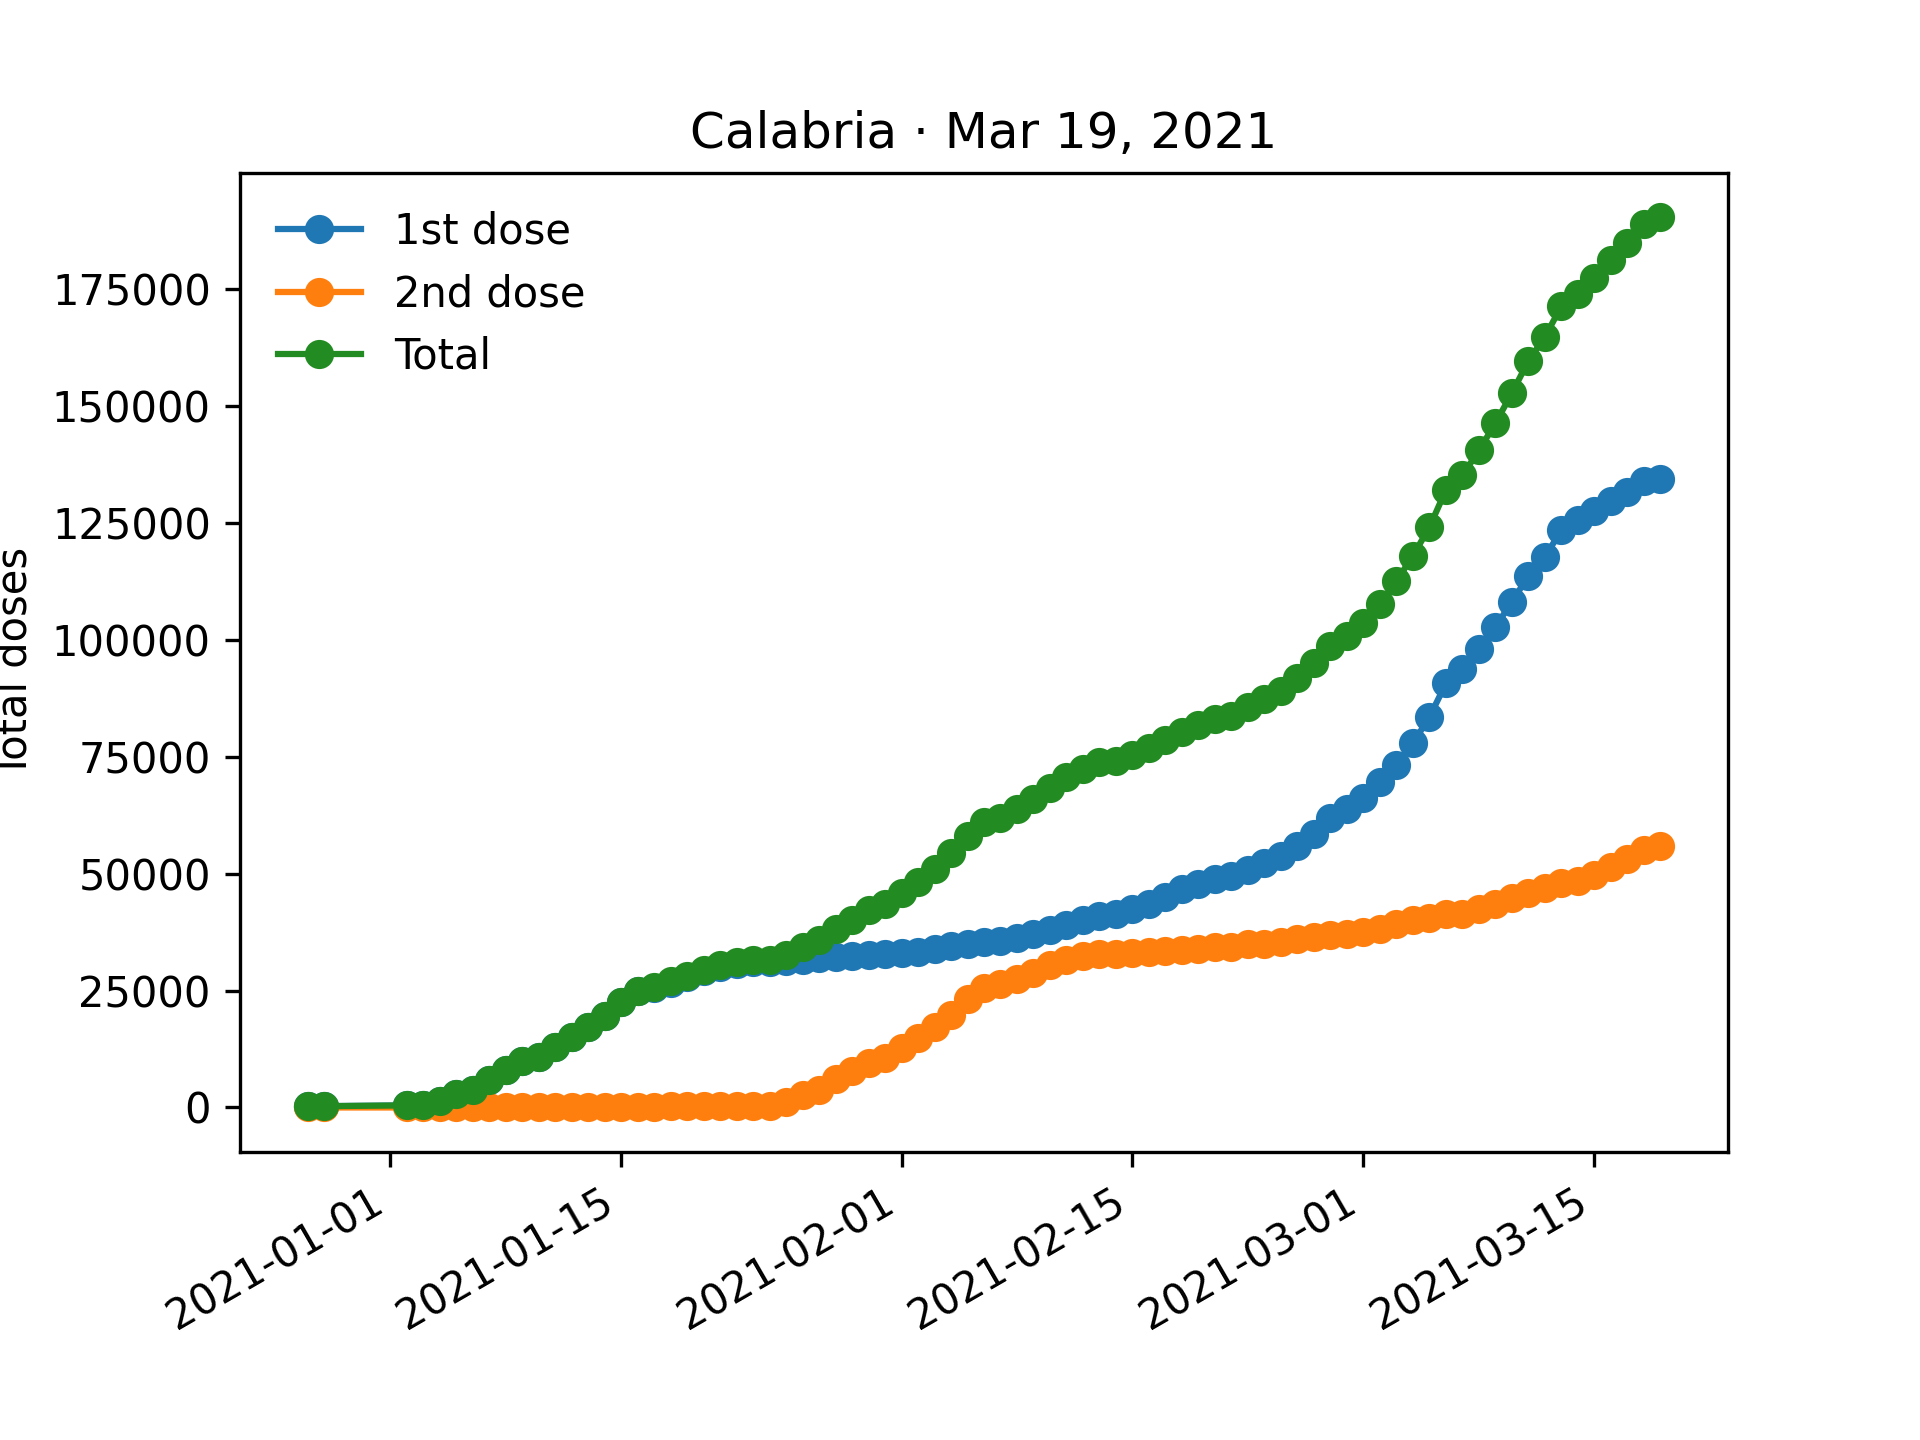 Calabria · Mar 19, 2021
1st dose
2nd dose
Total
175000
150000
125000
100000
75000
50000
25000
0
Total doses
2021-01-01
2021-01-15
2021-02-01
2021-02-15
2021-03-01
2021-03-15